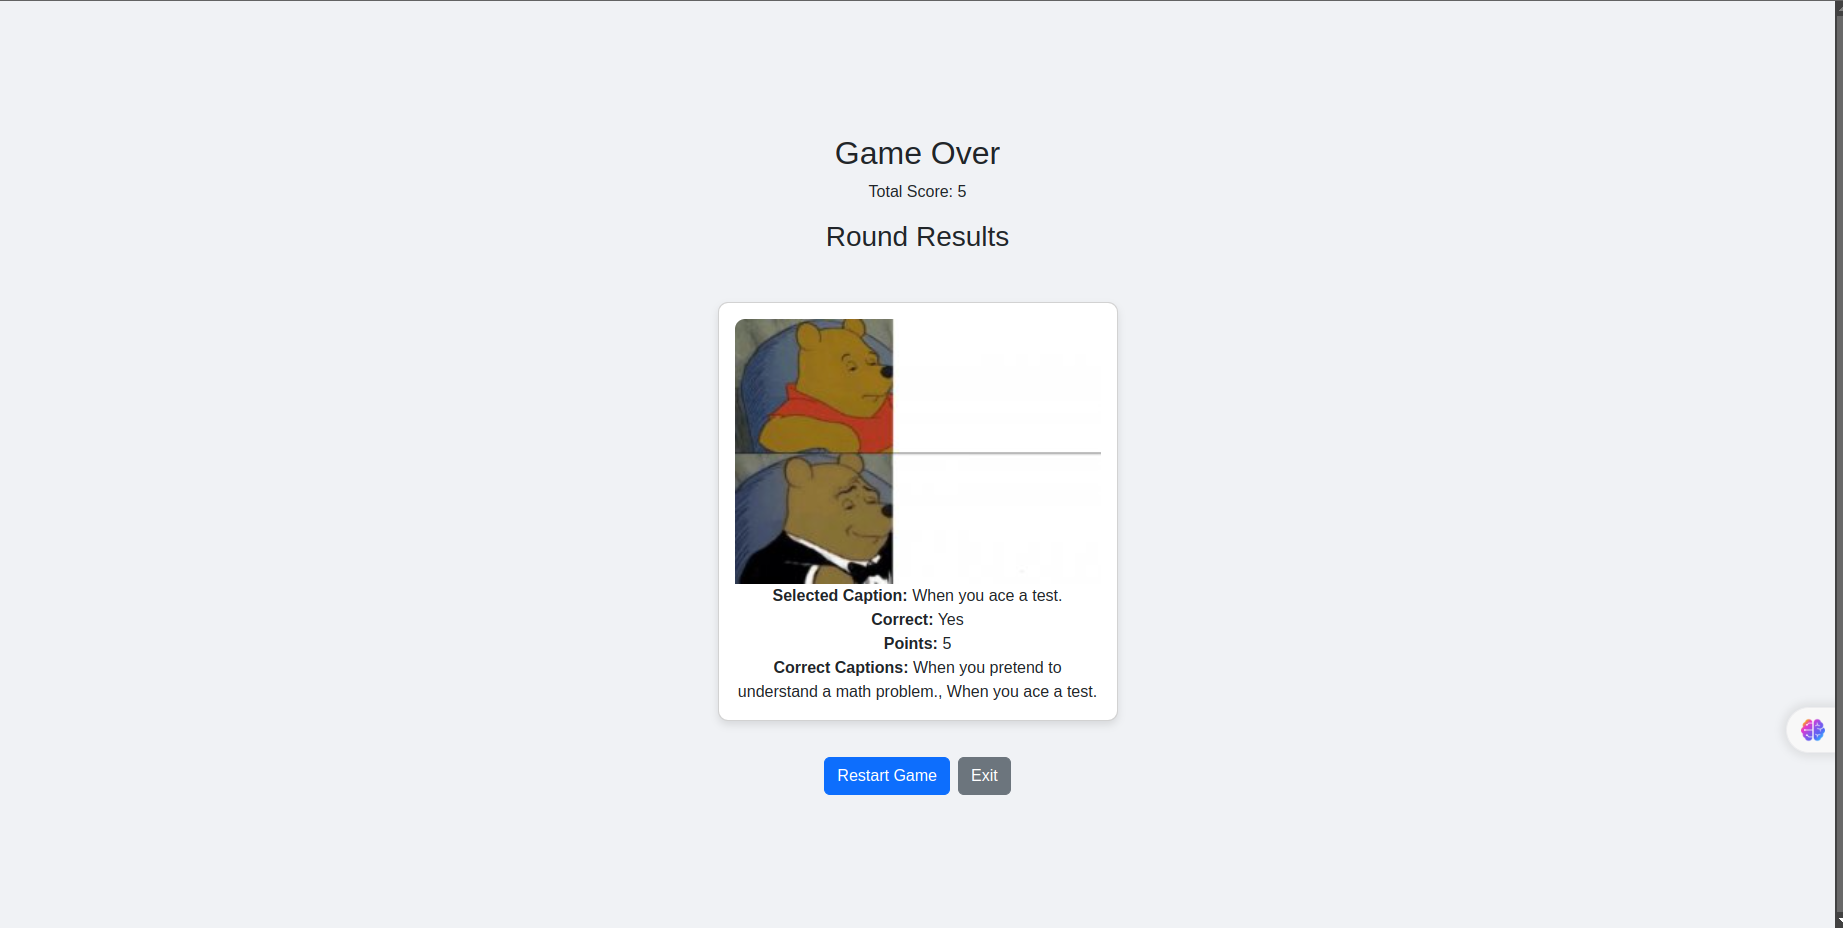 Game Over
Total Score: 5
Round Results
Selected Caption: When you ace a test.
Correct: Yes
Points: 5
Correct Captions: When you pretend to
understand a math problem., When you ace a test.
Restart Game
Exit